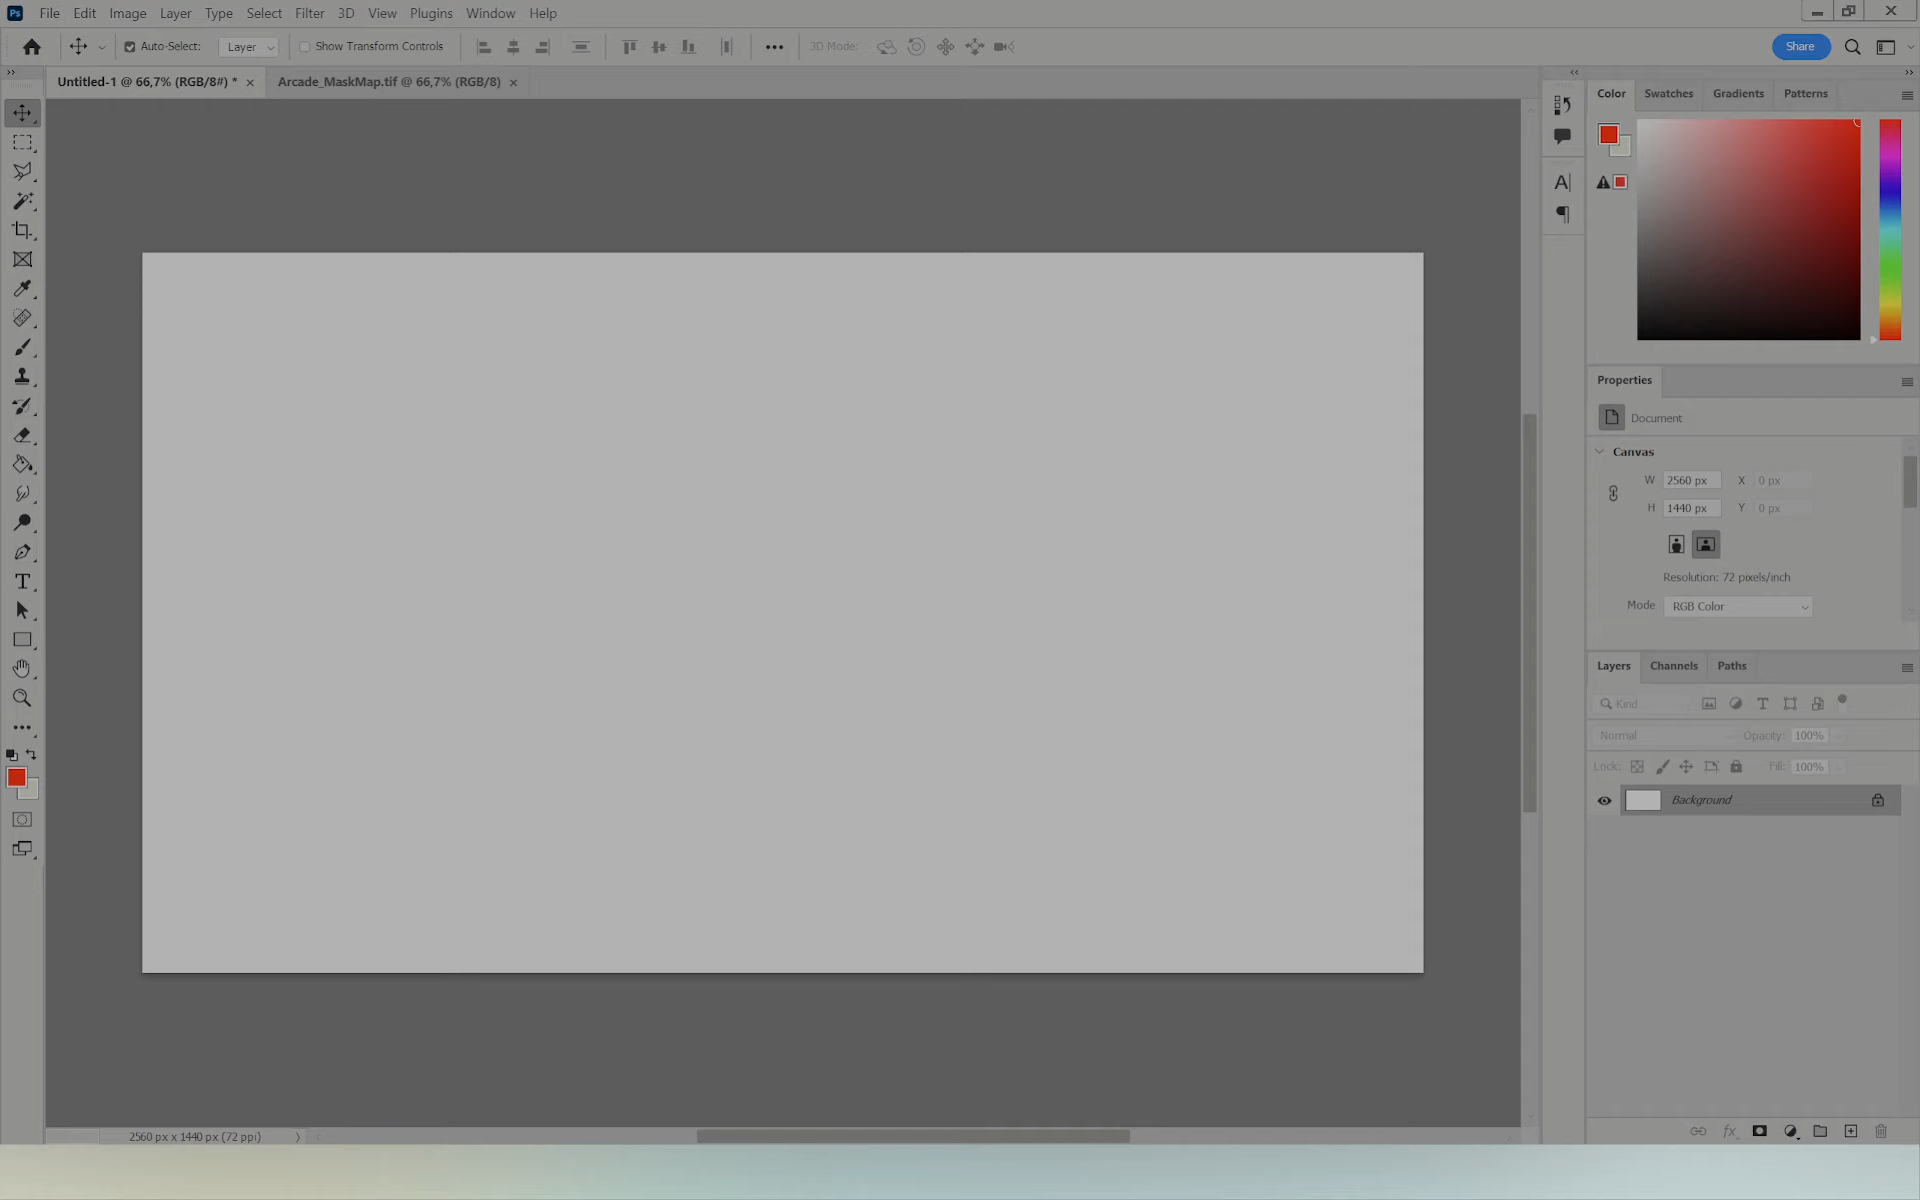 Ps File Edit Image Layer Type Select Filter 3D View Plugins Window Help
Auto-Select: Layer Show Transform Controls 3D Mode: Share
Untitled-1 @ 66,7% (RGB/8#) * Arcade_MaskMap.tif @ 66,7% (RGB/8)
Color Swatches Gradients Patterns
Properties
Document
Canvas
W 2560 px X 0 px
H 1440 px Y 0 px
Resolution: 72 pixels/inch
Mode RGB Color
Layers Channels Paths
Kind
Normal Opacity: 100%
Lock: Fill: 100%
Background
fx
2560 px x 1440 px (72 ppi)